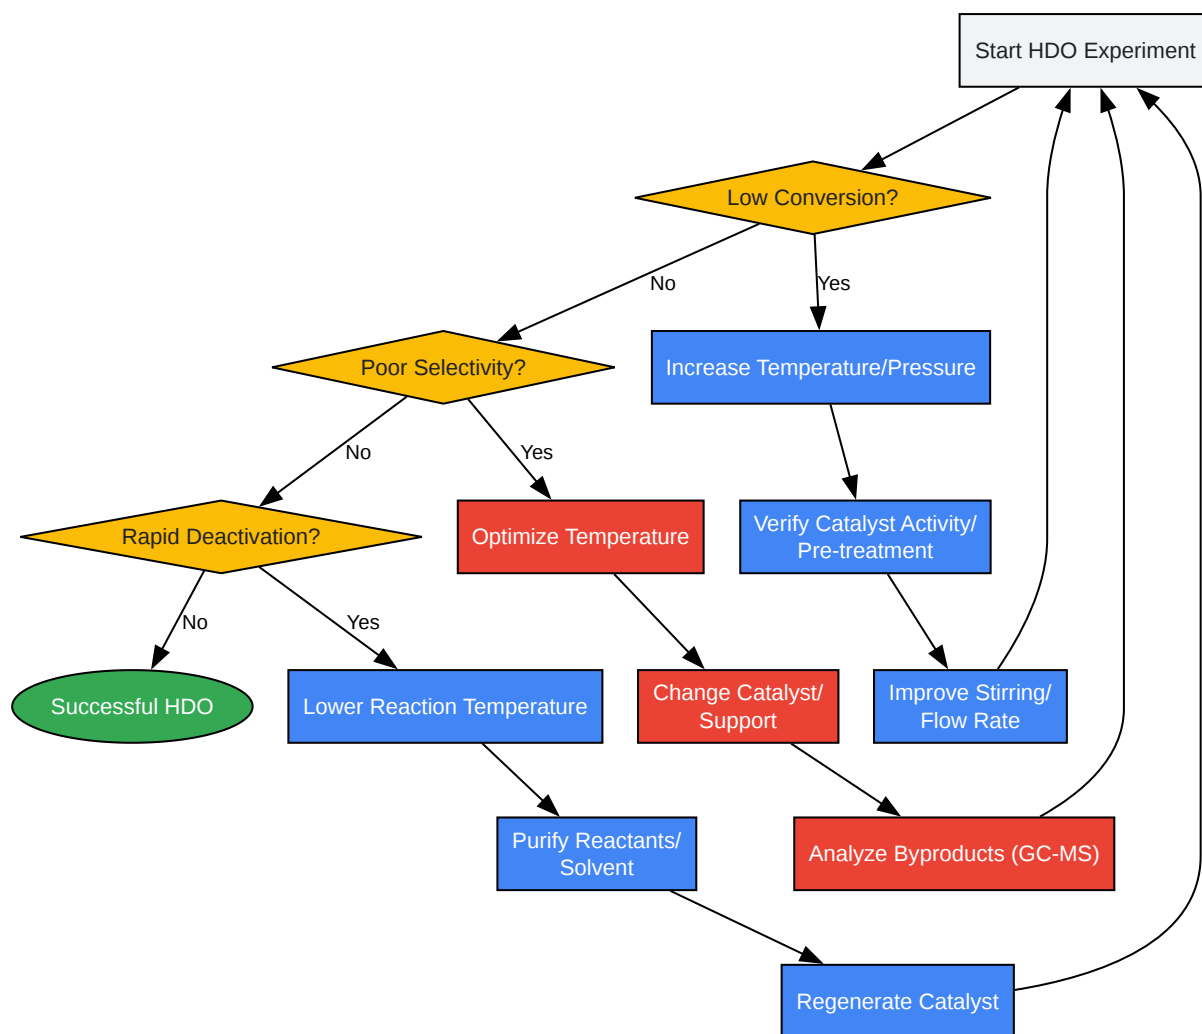 Start HDO Experiment
Low Conversion?
No
Yes
Poor Selectivity?
Increase Temperature/Pressure
No
Yes
Rapid Deactivation?
Optimize Temperature
Verify Catalyst Activity/
Pre-treatment
No
Yes
Successful HDO
Lower Reaction Temperature
Change Catalyst/
Support
Improve Stirring/
Flow Rate
Purify Reactants/
Solvent
Analyze Byproducts (GC-MS)
Regenerate Catalyst